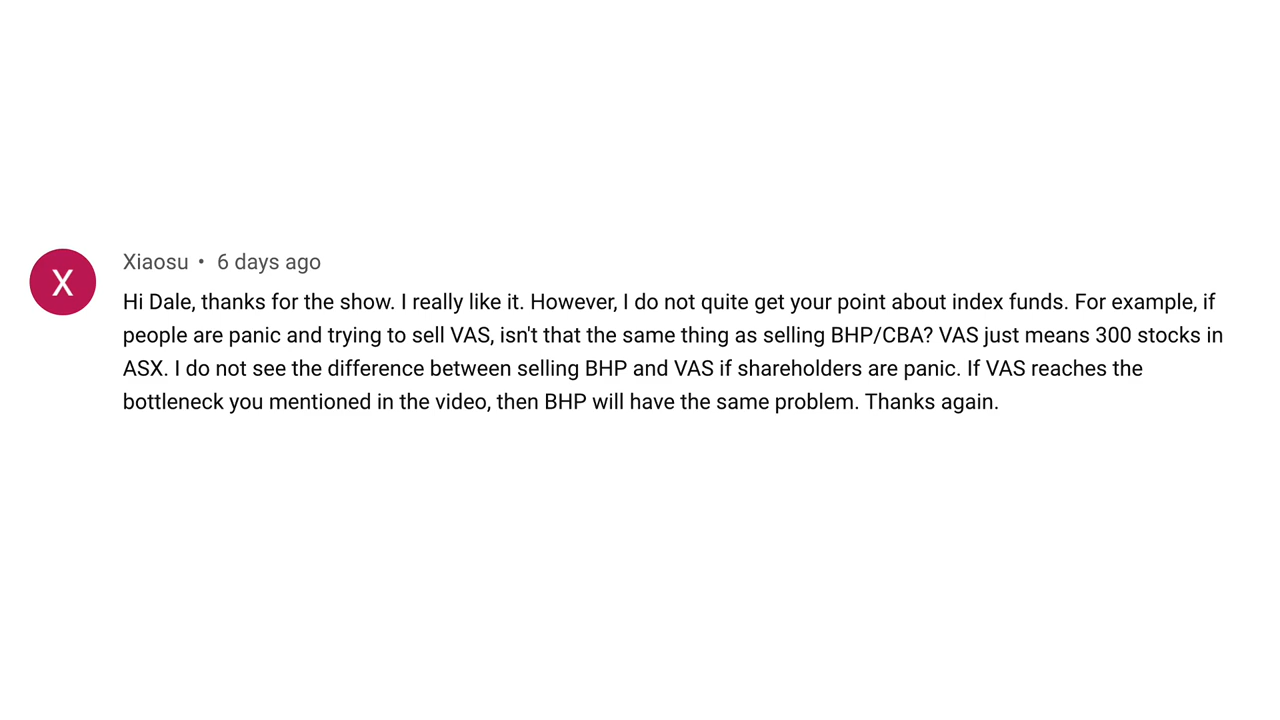 X
Xiaosu • 6 days ago
Hi Dale, thanks for the show. I really like it. However, I do not quite get your point about index funds. For example, if
people are panic and trying to sell VAS, isn't that the same thing as selling BHP/CBA? VAS just means 300 stocks in
ASX. I do not see the difference between selling BHP and VAS if shareholders are panic. If VAS reaches the
bottleneck you mentioned in the video, then BHP will have the same problem. Thanks again.